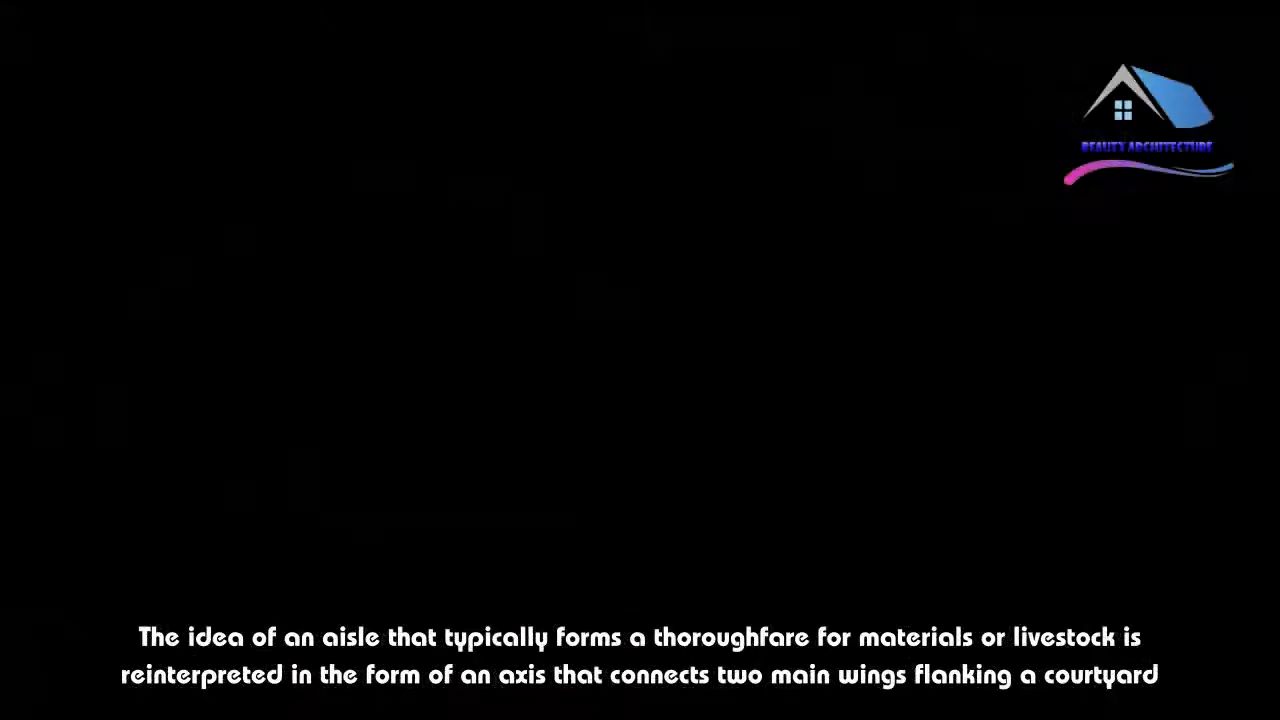 BEAUTY ARCHITECTURE
The idea of an aisle that typically forms a thoroughfare for materials or livestock is
reinterpreted in the form of an axis that connects two main wings flanking a courtyard